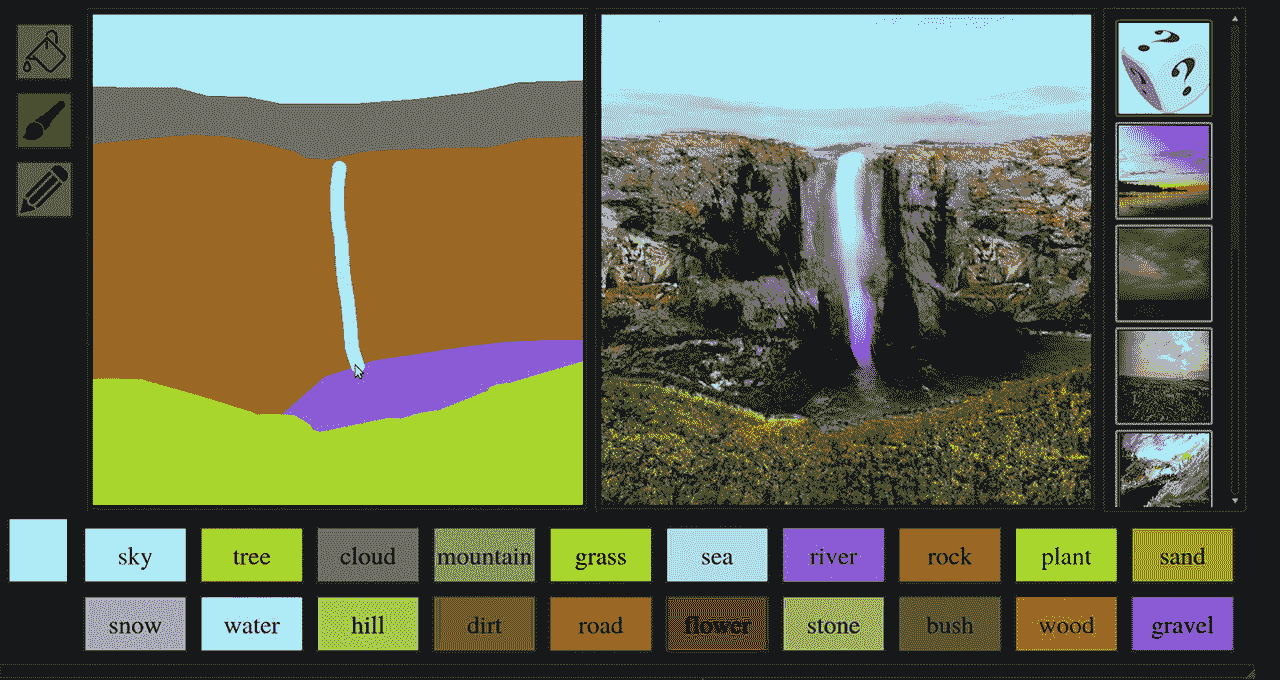 sky tree cloud mountain grass sea river rock plant sand
snow water hill dirt road flower stone bush wood gravel